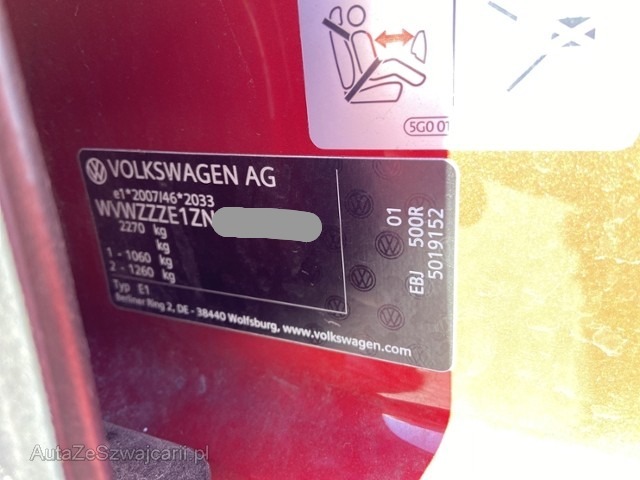 5G0 01
VOLKSWAGEN AG
e1*2007/46*2033
WVWZZZE1ZN
2270 kg
kg
1 - 1060 kg
2 - 1260 kg
Typ E1
Berliner Ring 2, DE - 38440 Wolfsburg, www.volkswagen.com
01
EBJ 500R
5019152
AutaZeSzwajcarii.pl